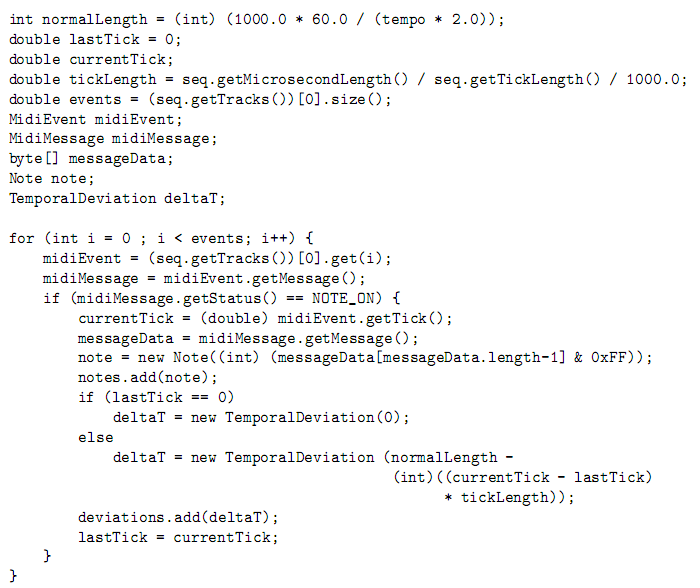 int normalLength = (int) (1000.0 * 60.0 / (tempo * 2.0));
double lastTick = 0;
double currentTick;
double tickLength = seq.getMicrosecondLength() / seq.getTickLength() / 1000.0;
double events = (seq.getTracks())[0].size();
MidiEvent midiEvent;
MidiMessage midiMessage;
byte[] messageData;
Note note;
TemporalDeviation deltaT;

for (int i = 0 ; i < events; i++) {
    midiEvent = (seq.getTracks())[0].get(i);
    midiMessage = midiEvent.getMessage();
    if (midiMessage.getStatus() == NOTE_ON) {
        currentTick = (double) midiEvent.getTick();
        messageData = midiMessage.getMessage();
        note = new Note((int) (messageData[messageData.length-1] & 0xFF));
        notes.add(note);
        if (lastTick == 0)
            deltaT = new TemporalDeviation(0);
        else
            deltaT = new TemporalDeviation (normalLength -
                                            (int)((currentTick - lastTick)
                                                  * tickLength));
        deviations.add(deltaT);
        lastTick = currentTick;
    }
}